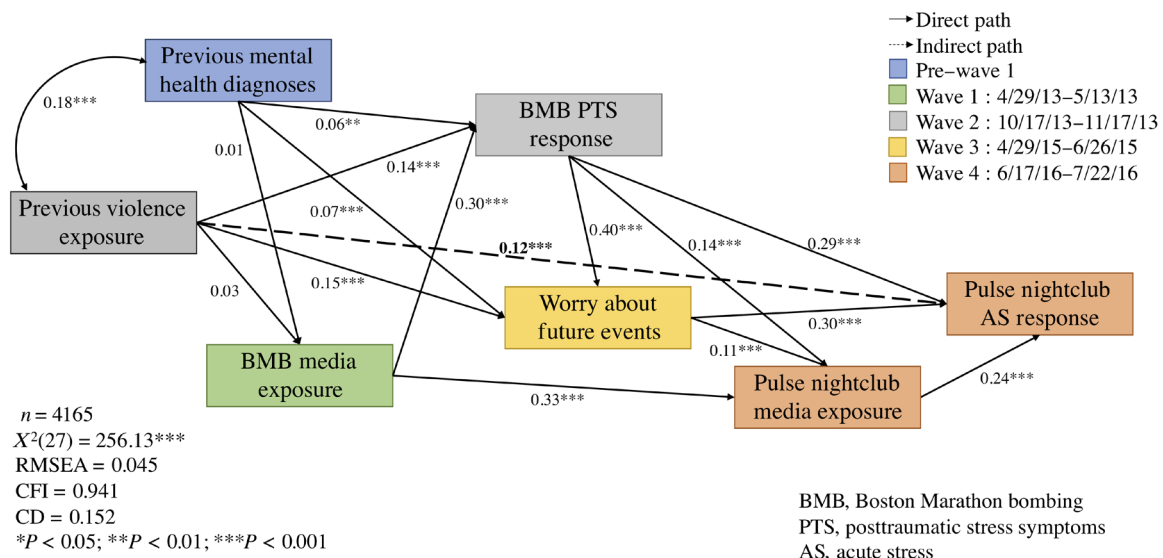 Direct path
Indirect path
Pre–wave 1
Wave 1 : 4/29/13–5/13/13
Wave 2 : 10/17/13–11/17/13
Wave 3 : 4/29/15–6/26/15
Wave 4 : 6/17/16–7/22/16
Previous mental
health diagnoses
0.18***
BMB PTS
response
0.06**
0.01
0.14***
Previous violence
exposure
0.07***
0.30***
0.40***
0.14***
0.12***
0.29***
0.03
0.15***
Worry about
future events
Pulse nightclub
AS response
0.30***
0.11***
BMB media
exposure
0.33***
Pulse nightclub
media exposure
0.24***
n = 4165
X²(27) = 256.13***
RMSEA = 0.045
CFI = 0.941
CD = 0.152
*P < 0.05; **P < 0.01; ***P < 0.001
BMB, Boston Marathon bombing
PTS, posttraumatic stress symptoms
AS, acute stress